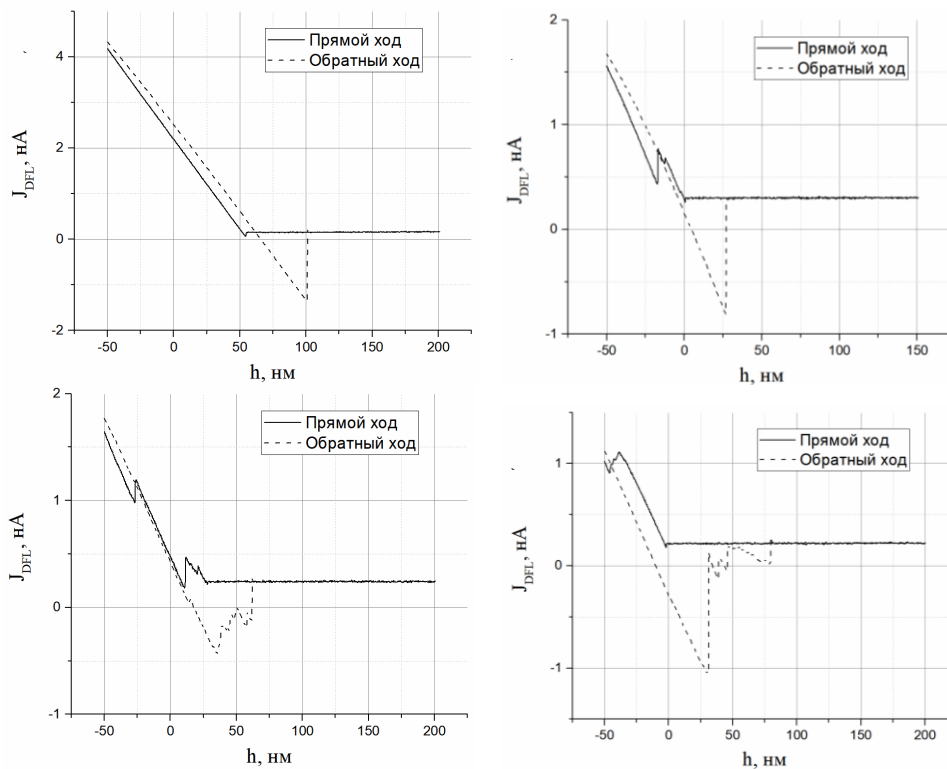 Прямой ход
Обратный ход
4
2
0
-2
J_DFL, нА
-50
0
50
100
150
200
h, нм
Прямой ход
Обратный ход
2
1
0
-1
J_DFL, нА
-50
0
50
100
150
h, нм
Прямой ход
Обратный ход
2
1
0
-1
J_DFL, нА
-50
0
50
100
150
200
h, нм
Прямой ход
Обратный ход
1
0
-1
J_DFL, нА
-50
0
50
100
150
200
h, нм